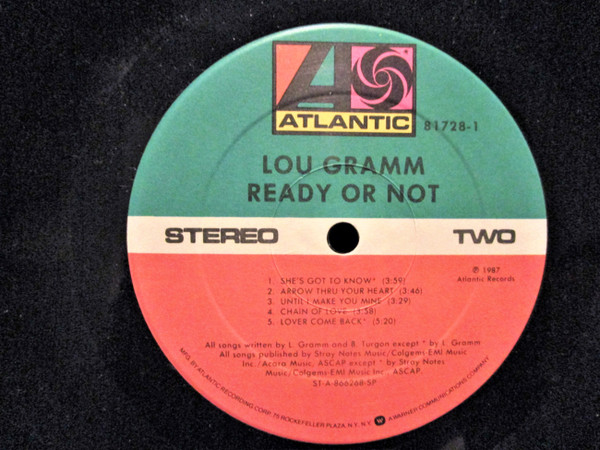 ATLANTIC
81728-1
LOU GRAMM
READY OR NOT
STEREO
TWO
℗ 1987
Atlantic Records
1. SHE'S GOT TO KNOW* (3:59)
2. ARROW THRU YOUR HEART (3:46)
3. UNTIL I MAKE YOU MINE (3:29)
4. CHAIN OF LOVE (3:58)
5. LOVER COME BACK* (5:20)
All songs written by L. Gramm and B. Turgon except * by L. Gramm
All songs published by Stray Notes Music/Colgems-EMI Music
Inc./Acara Music, ASCAP except * by Stray Notes
Music/Colgems-EMI Music Inc., ASCAP.
ST-A-866268-SP
MFG. BY ATLANTIC RECORDING CORP., 75 ROCKEFELLER PLAZA, N.Y., N.Y. W A WARNER COMMUNICATIONS COMPANY